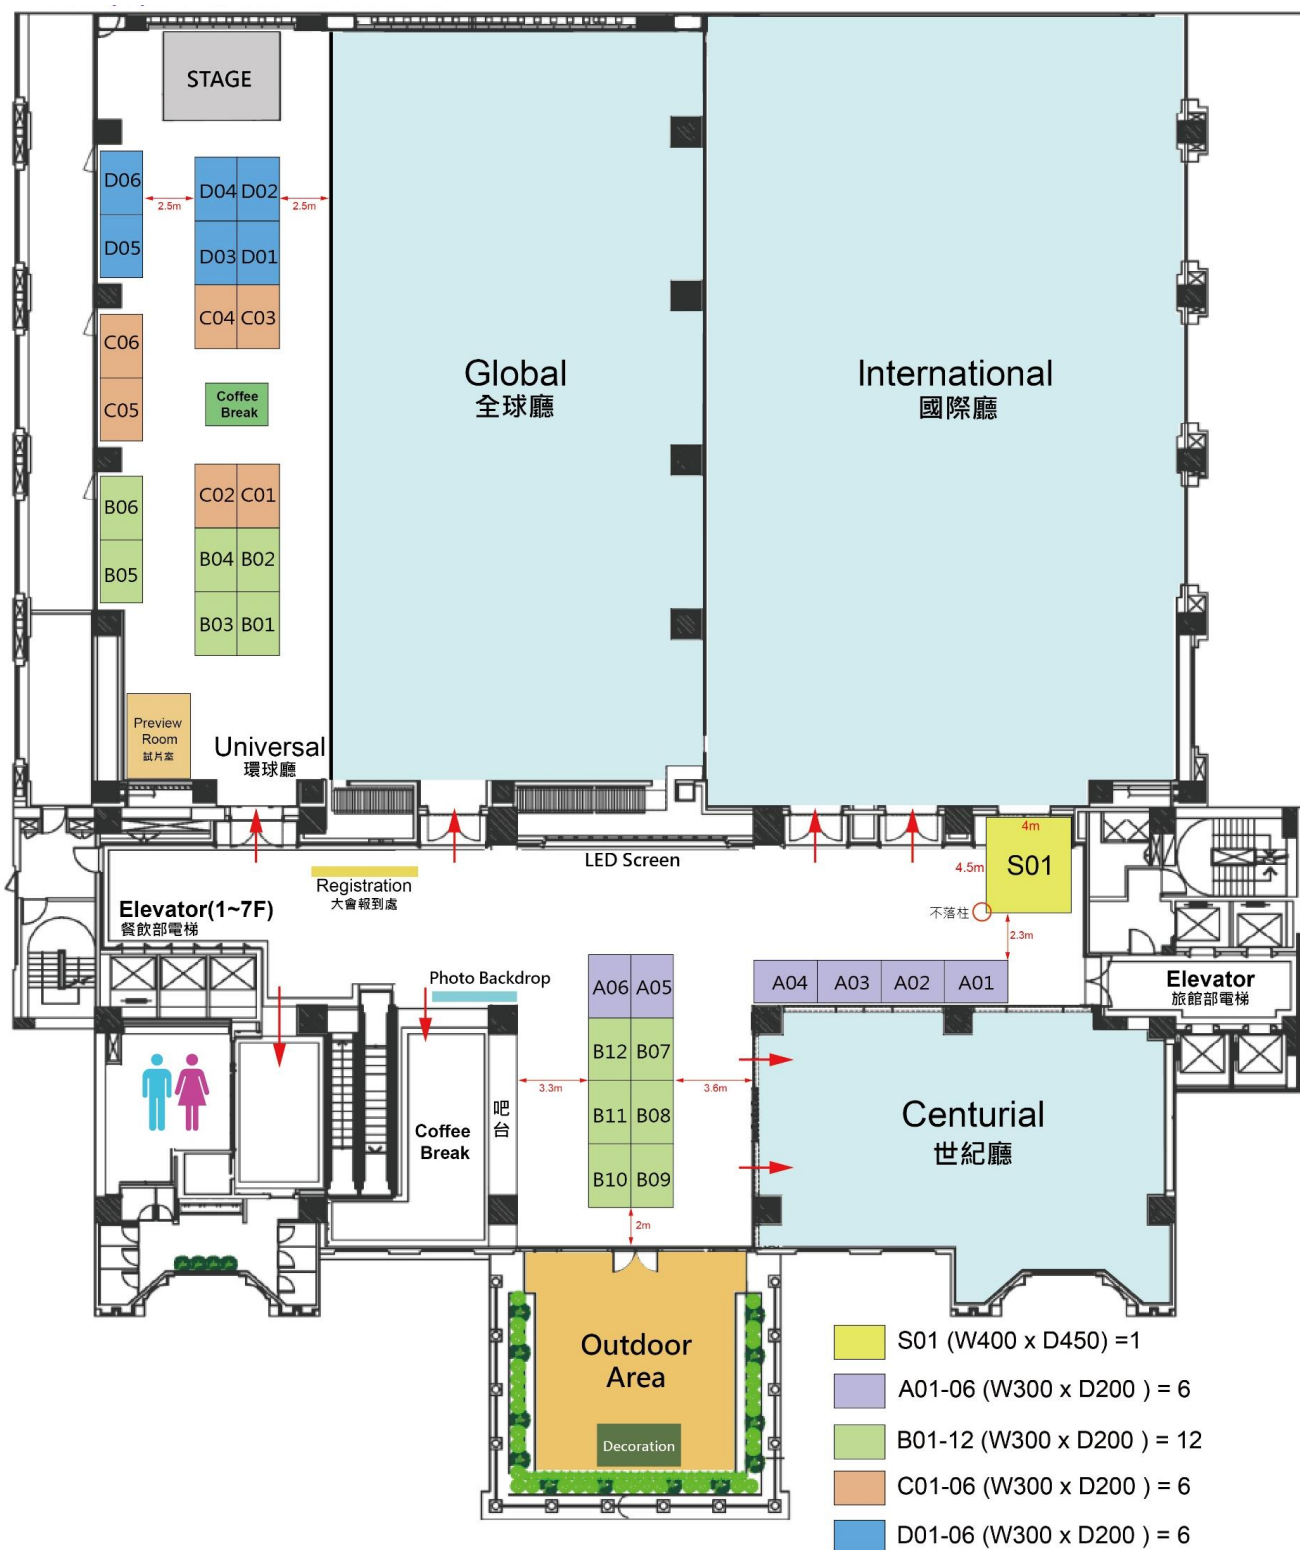 STAGE
D06
D04
D02
2.5m
2.5m
D05
D03
D01
C04
C03
C06
C05
Coffee
Break
Global
全球廳
International
國際廳
C02
C01
B06
B04
B02
B05
B03
B01
Preview
Room
試片室
Universal
環球廳
LED Screen
Registration
大會報到處
4m
4.5m
S01
不落柱
2.3m
Elevator(1~7F)
餐飲部電梯
Photo Backdrop
A06
A05
A04
A03
A02
A01
Elevator
旅館部電梯
B12
B07
3.3m
3.6m
B11
B08
B10
B09
2m
吧
台
Coffee
Break
Centurial
世紀廳
Outdoor
Area
Decoration
S01 (W400 x D450) =1
A01-06 (W300 x D200 ) = 6
B01-12 (W300 x D200 ) = 12
C01-06 (W300 x D200 ) = 6
D01-06 (W300 x D200 ) = 6